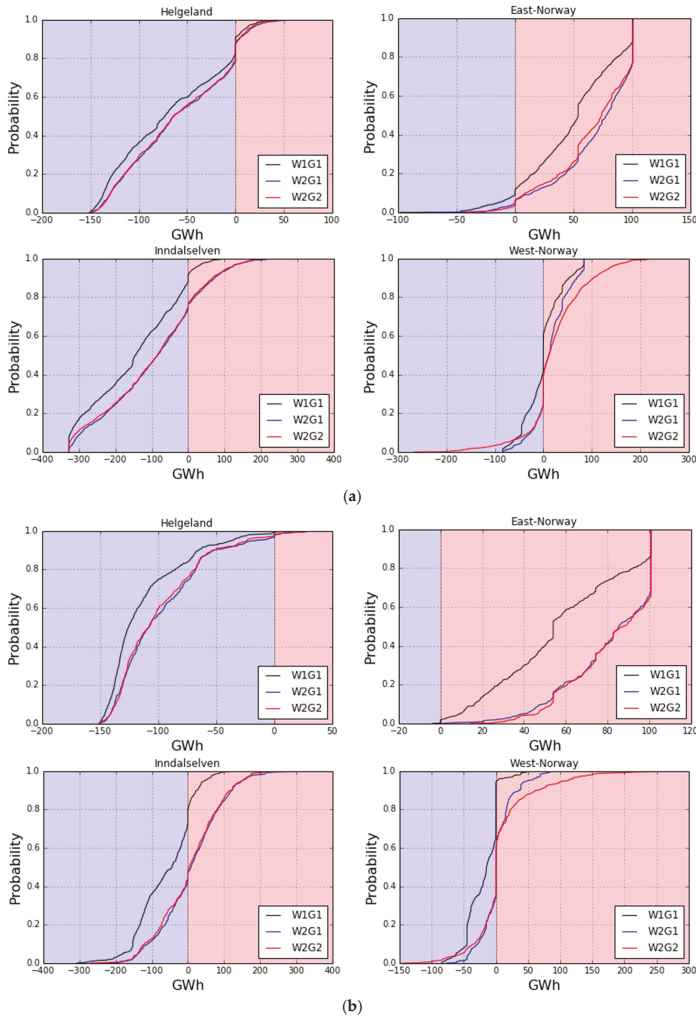 Helgeland
Probability
1.0
0.8
0.6
0.4
0.2
0.0
−200 −150 −100 −50 0 50 100
GWh
W1G1
W2G1
W2G2
East-Norway
Probability
1.0
0.8
0.6
0.4
0.2
0.0
−100 −50 0 50 100 150
GWh
W1G1
W2G1
W2G2
Inndalselven
Probability
1.0
0.8
0.6
0.4
0.2
0.0
−400 −300 −200 −100 0 100 200 300 400
GWh
W1G1
W2G1
W2G2
West-Norway
Probability
1.0
0.8
0.6
0.4
0.2
0.0
−300 −200 −100 0 100 200 300
GWh
W1G1
W2G1
W2G2
(a)
Helgeland
Probability
1.0
0.8
0.6
0.4
0.2
0.0
−200 −150 −100 −50 0 50
GWh
W1G1
W2G1
W2G2
East-Norway
Probability
1.0
0.8
0.6
0.4
0.2
0.0
−20 0 20 40 60 80 100 120
GWh
W1G1
W2G1
W2G2
Inndalselven
Probability
1.0
0.8
0.6
0.4
0.2
0.0
−400 −300 −200 −100 0 100 200 300 400
GWh
W1G1
W2G1
W2G2
West-Norway
Probability
1.0
0.8
0.6
0.4
0.2
0.0
−150 −100 −50 0 50 100 150 200 250 300
GWh
W1G1
W2G1
W2G2
(b)